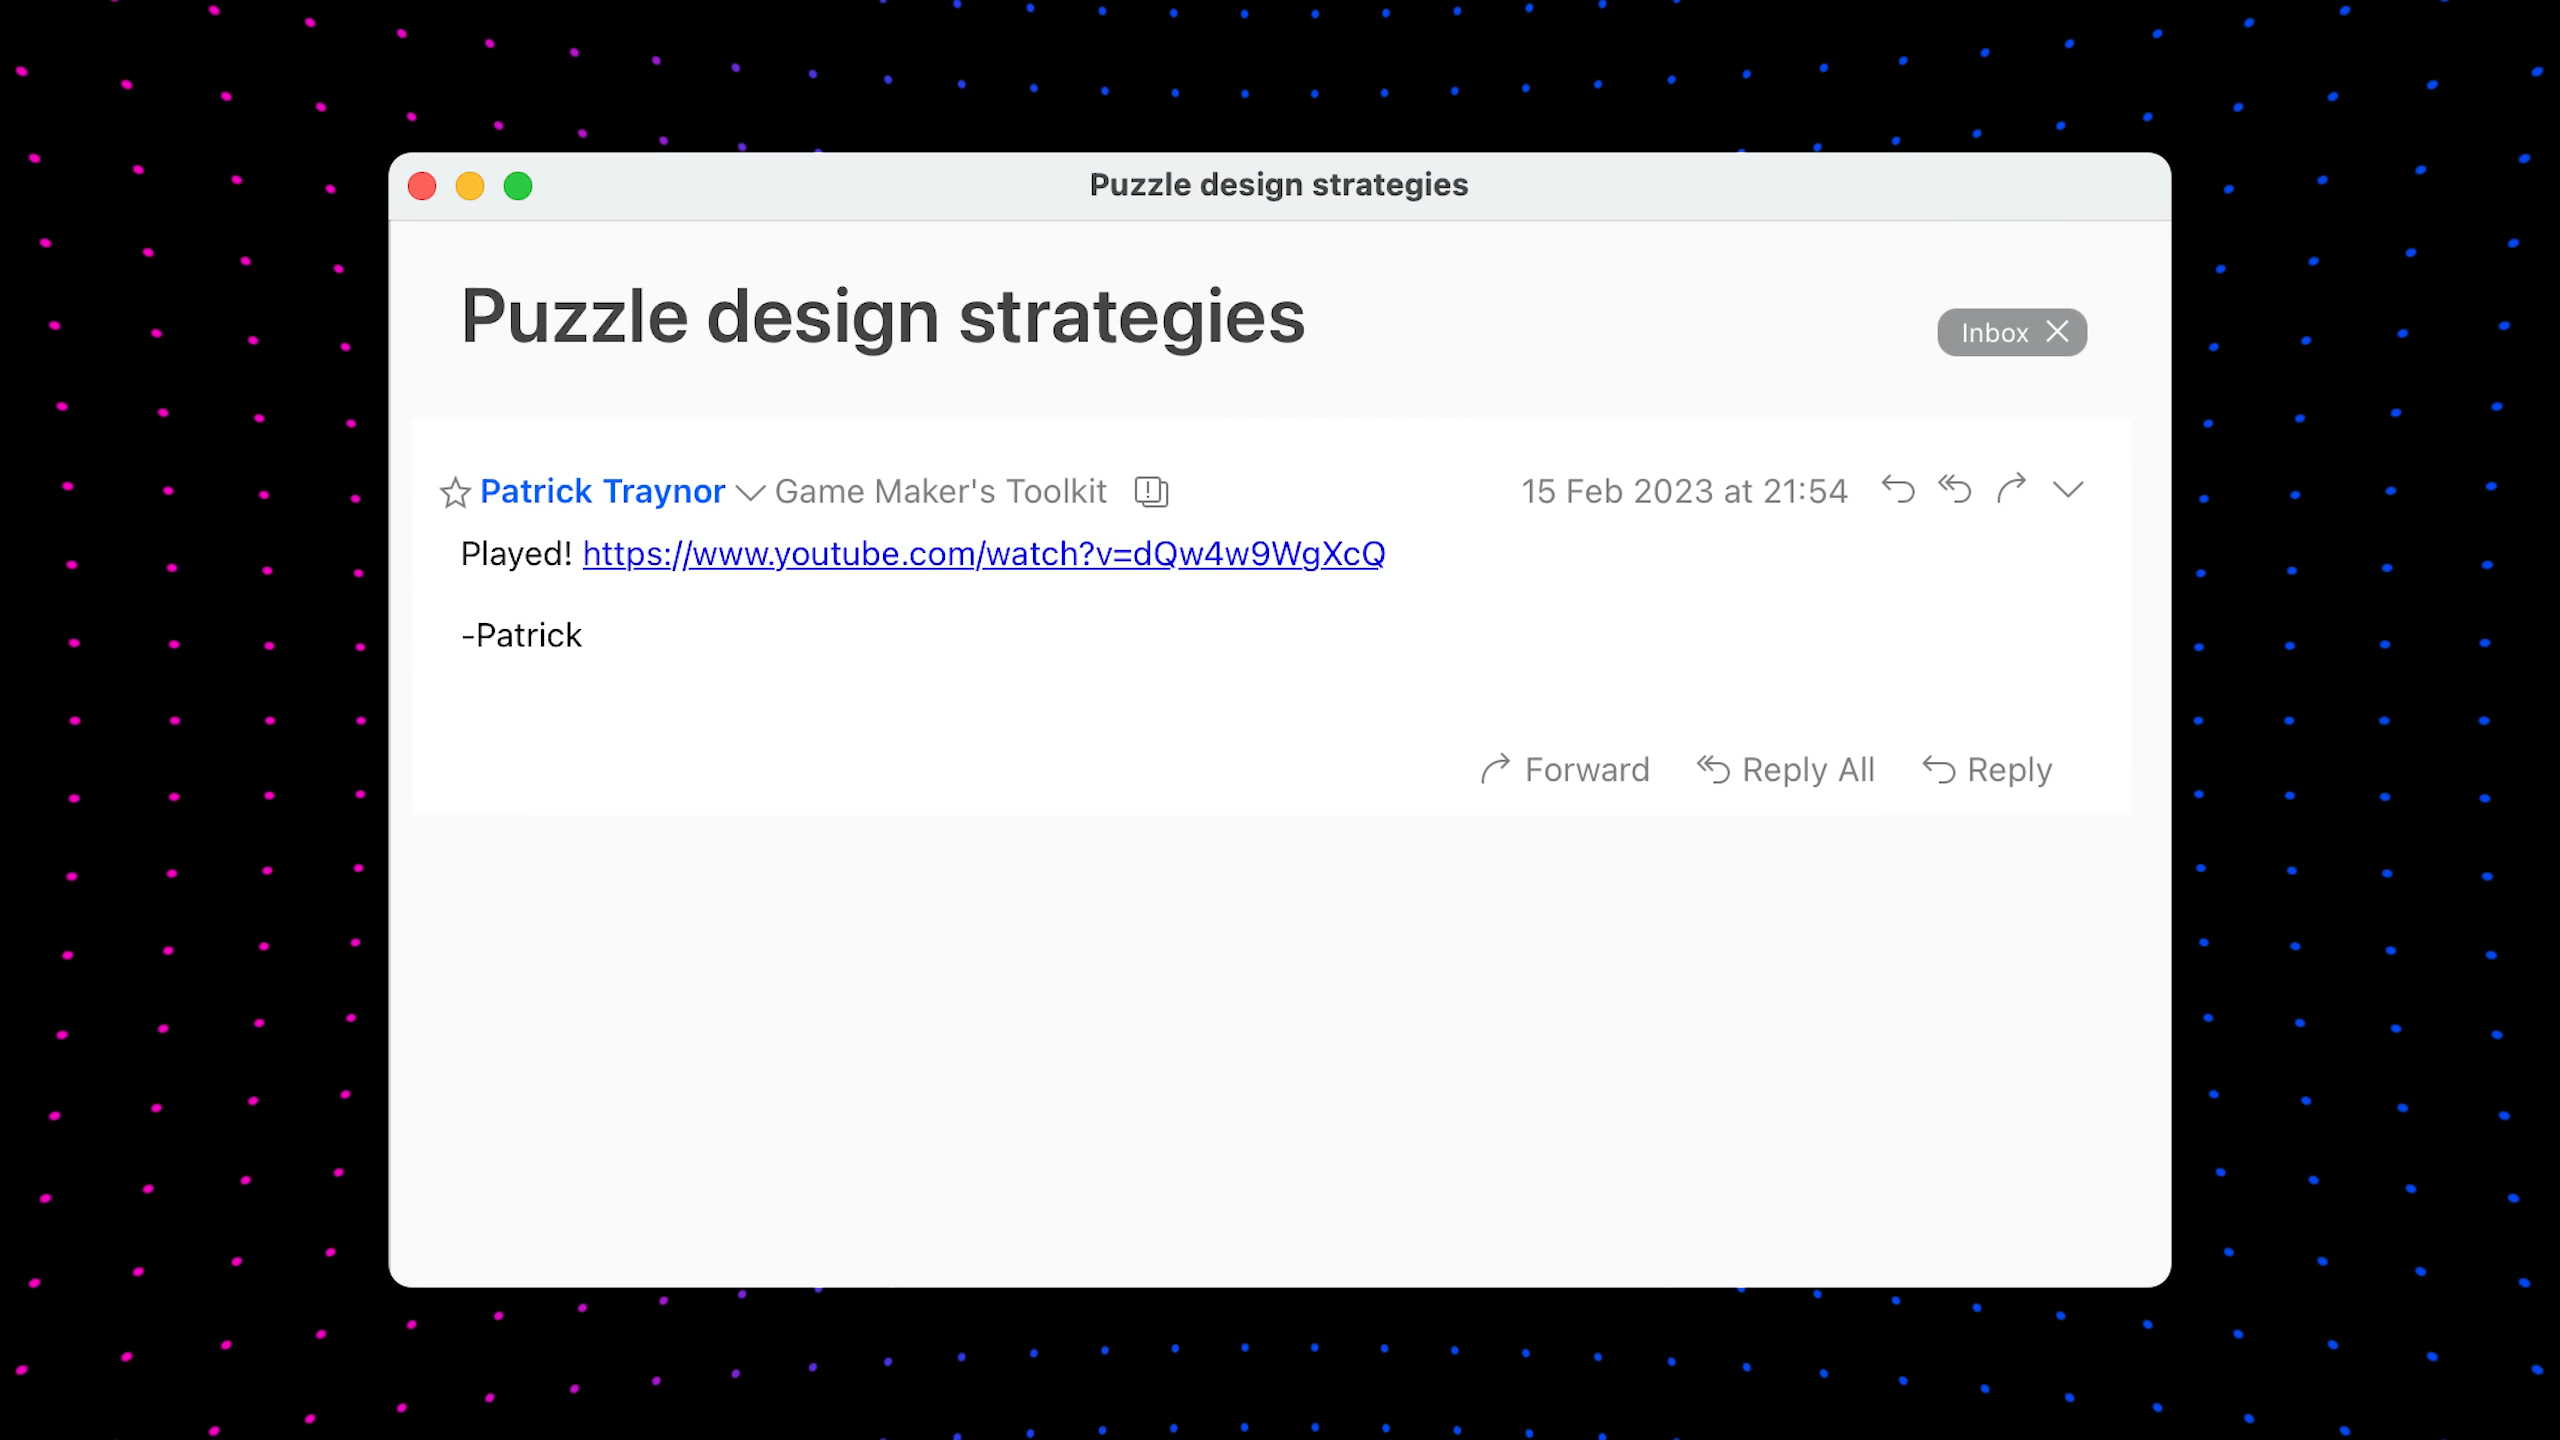 Puzzle design strategies
Puzzle design strategies
Inbox
Patrick Traynor Game Maker's Toolkit 15 Feb 2023 at 21:54
Played! https://www.youtube.com/watch?v=dQw4w9WgXcQ
-Patrick
Forward Reply All Reply